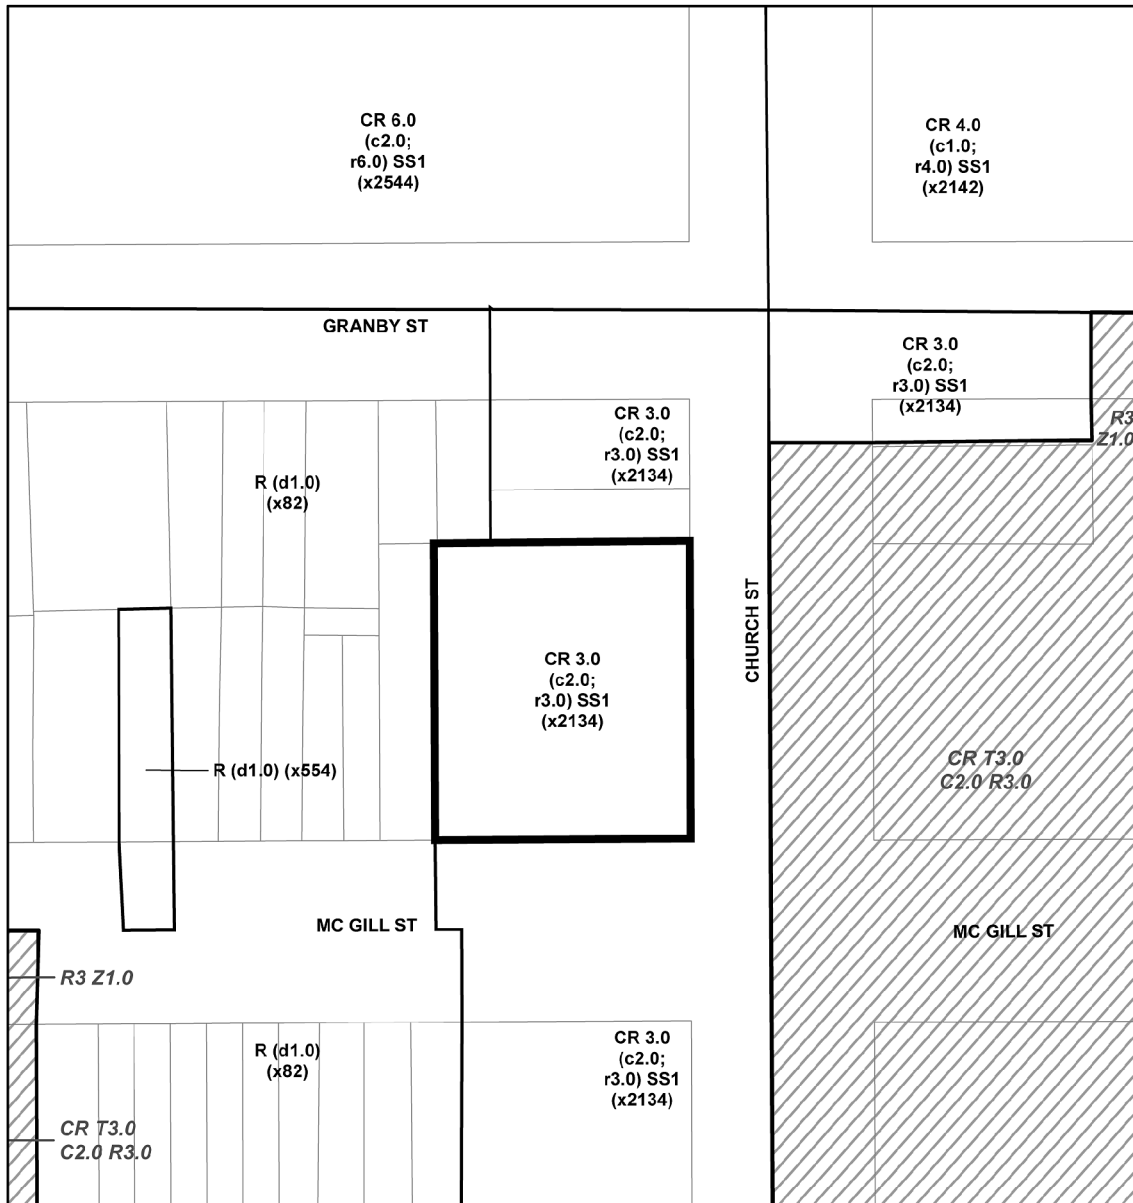 CR 6.0
(c2.0;
r6.0) SS1
(x2544)
CR 4.0
(c1.0;
r4.0) SS1
(x2142)
GRANBY ST
CR 3.0
(c2.0;
r3.0) SS1
(x2134)
CR 3.0
(c2.0;
r3.0) SS1
(x2134)
R3
Z1.0
R (d1.0)
(x82)
CHURCH ST
CR 3.0
(c2.0;
r3.0) SS1
(x2134)
R (d1.0) (x554)
CR T3.0
C2.0 R3.0
MC GILL ST
MC GILL ST
R3 Z1.0
R (d1.0)
(x82)
CR 3.0
(c2.0;
r3.0) SS1
(x2134)
CR T3.0
C2.0 R3.0